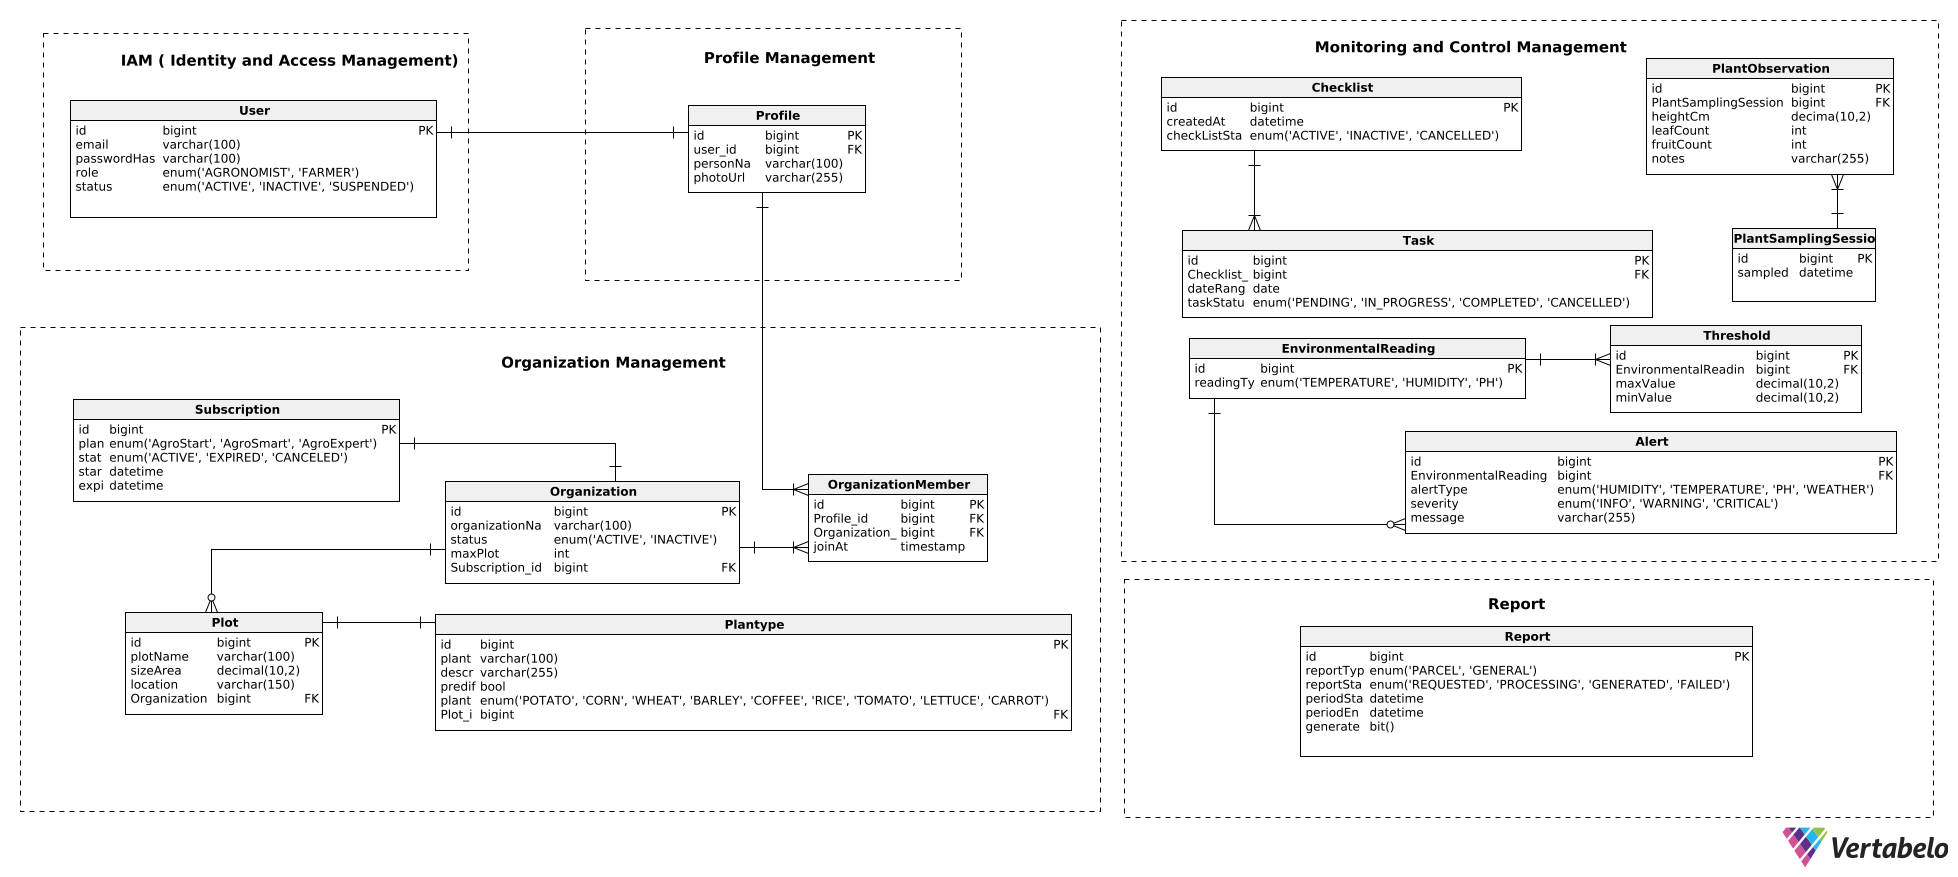 IAM ( Identity and Access Management)
User
id bigint PK
email varchar(100)
passwordHas varchar(100)
role enum('AGRONOMIST', 'FARMER')
status enum('ACTIVE', 'INACTIVE', 'SUSPENDED')
Profile Management
Profile
id bigint PK
user_id bigint FK
personNa varchar(100)
photoUrl varchar(255)
Organization Management
Subscription
id bigint PK
plan enum('AgroStart', 'AgroSmart', 'AgroExpert')
stat enum('ACTIVE', 'EXPIRED', 'CANCELED')
star datetime
expi datetime
Organization
id bigint PK
organizationNa varchar(100)
status enum('ACTIVE', 'INACTIVE')
maxPlot int
Subscription_id bigint FK
OrganizationMember
id bigint PK
Profile_id bigint FK
Organization_ bigint FK
joinAt timestamp
Plot
id bigint PK
plotName varchar(100)
sizeArea decimal(10,2)
location varchar(150)
Organization bigint FK
Plantype
id bigint PK
plant varchar(100)
descr varchar(255)
predif bool
plant enum('POTATO', 'CORN', 'WHEAT', 'BARLEY', 'COFFEE', 'RICE', 'TOMATO', 'LETTUCE', 'CARROT')
Plot_i bigint FK
Monitoring and Control Management
Checklist
id bigint PK
createdAt datetime
checkListSta enum('ACTIVE', 'INACTIVE', 'CANCELLED')
PlantObservation
id bigint PK
PlantSamplingSession bigint FK
heightCm decima(10,2)
leafCount int
fruitCount int
notes varchar(255)
Task
id bigint PK
Checklist_ bigint FK
dateRang date
taskStatu enum('PENDING', 'IN_PROGRESS', 'COMPLETED', 'CANCELLED')
PlantSamplingSessio
id bigint PK
sampled datetime
EnvironmentalReading
id bigint PK
readingTy enum('TEMPERATURE', 'HUMIDITY', 'PH')
Threshold
id bigint PK
EnvironmentalReadin bigint FK
maxValue decimal(10,2)
minValue decimal(10,2)
Alert
id bigint PK
EnvironmentalReading bigint FK
alertType enum('HUMIDITY', 'TEMPERATURE', 'PH', 'WEATHER')
severity enum('INFO', 'WARNING', 'CRITICAL')
message varchar(255)
Report
Report
id bigint PK
reportTyp enum('PARCEL', 'GENERAL')
reportSta enum('REQUESTED', 'PROCESSING', 'GENERATED', 'FAILED')
periodSta datetime
periodEn datetime
generate bit()
Vertabelo